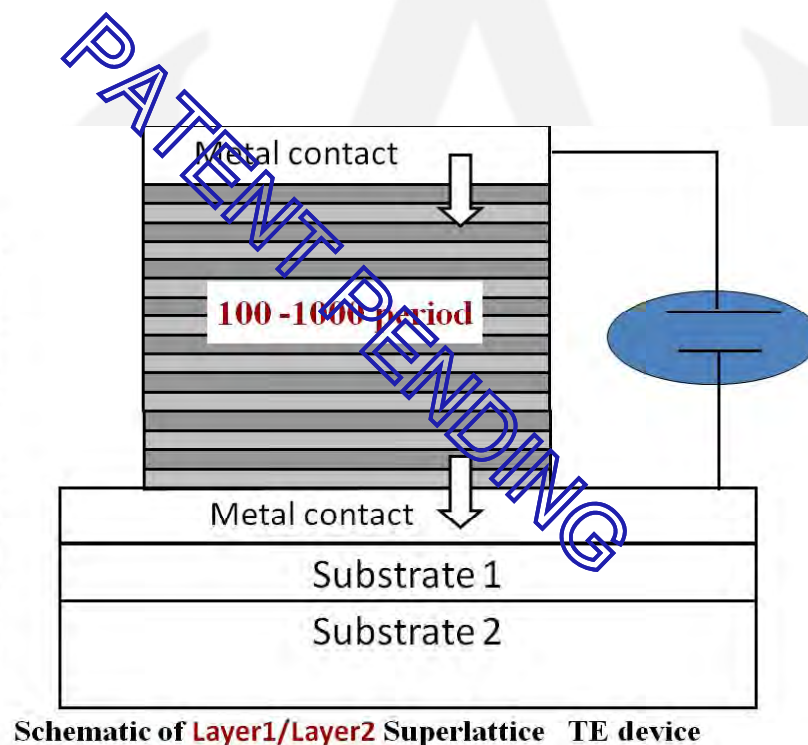 PATENT PENDING
Metal contact
100 -1000 period
Metal contact
Substrate 1
Substrate 2
Schematic of Layer1/Layer2 Superlattice TE device